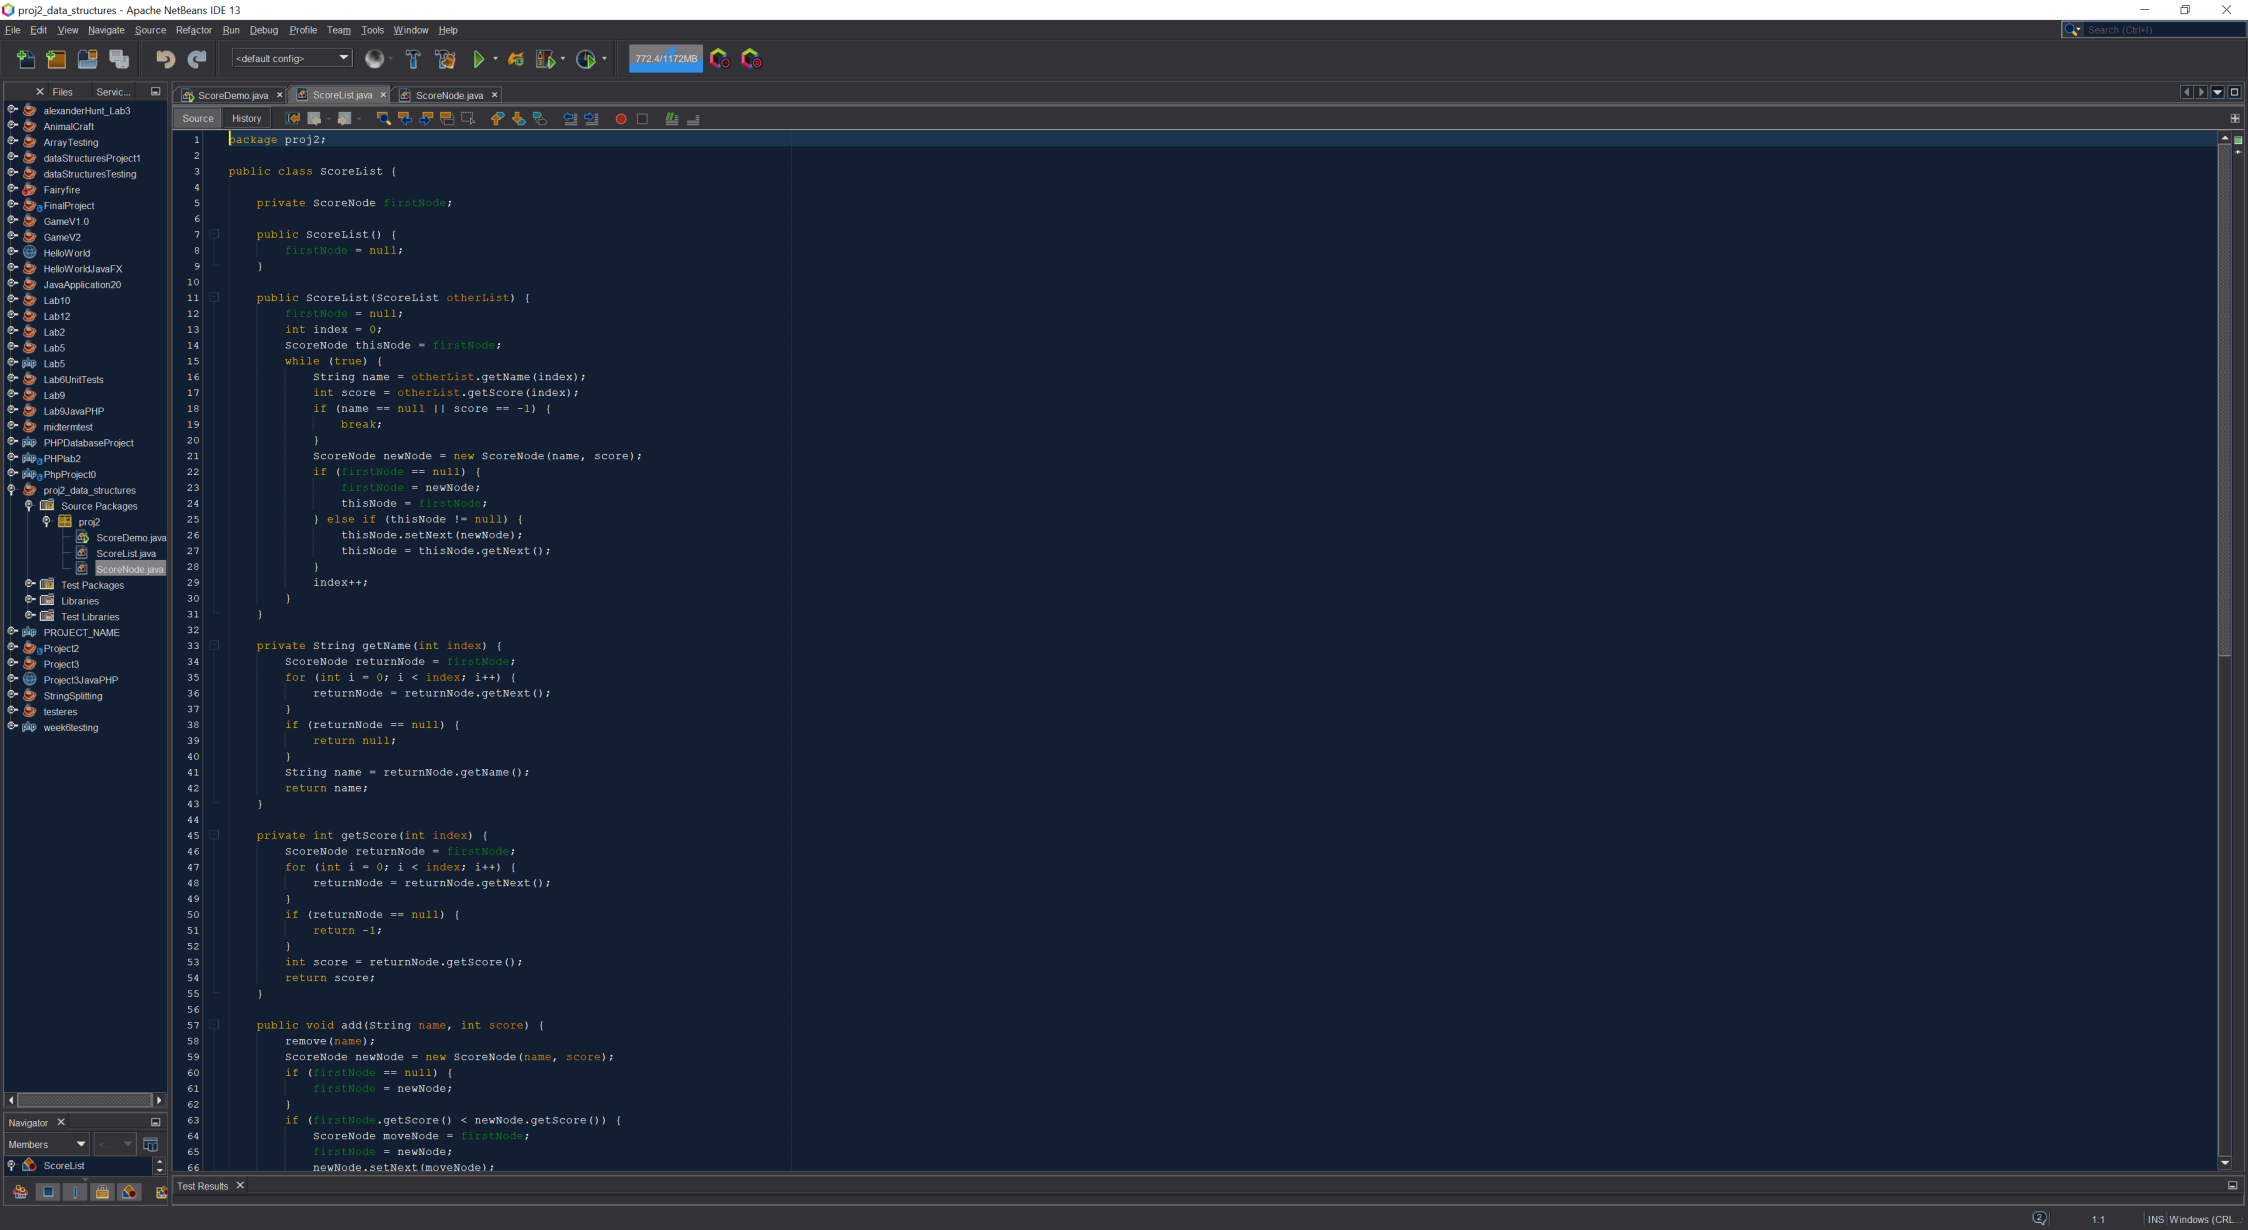 proj2_data_structures - Apache NetBeans IDE 13
File Edit View Navigate Source Refactor Run Debug Profile Team Tools Window Help
Search (Ctrl+I)
<default config>
772.4/1172MB
Files Servic...
alexanderHunt_Lab3
AnimalCraft
ArrayTesting
dataStructuresProject1
dataStructuresTesting
Fairyfire
FinalProject
GameV1.0
GameV2
HelloWorld
HelloWorldJavaFX
JavaApplication20
Lab10
Lab12
Lab2
Lab5
Lab5
Lab6UnitTests
Lab9
Lab9JavaPHP
midtermtest
PHPDatabaseProject
PHPlab2
PhpProject0
proj2_data_structures
Source Packages
proj2
ScoreDemo.java
ScoreList.java
ScoreNode.java
Test Packages
Libraries
Test Libraries
PROJECT_NAME
Project2
Project3
Project3JavaPHP
StringSplitting
testeres
week6testing
Navigator
Members
ScoreList
ScoreDemo.java ScoreList.java ScoreNode.java
Source History
1 package proj2;
2
3 public class ScoreList {
4
5 private ScoreNode firstNode;
6
7 public ScoreList() {
8 firstNode = null;
9 }
10
11 public ScoreList(ScoreList otherList) {
12 firstNode = null;
13 int index = 0;
14 ScoreNode thisNode = firstNode;
15 while (true) {
16 String name = otherList.getName(index);
17 int score = otherList.getScore(index);
18 if (name == null || score == -1) {
19 break;
20 }
21 ScoreNode newNode = new ScoreNode(name, score);
22 if (firstNode == null) {
23 firstNode = newNode;
24 thisNode = firstNode;
25 } else if (thisNode != null) {
26 thisNode.setNext(newNode);
27 thisNode = thisNode.getNext();
28 }
29 index++;
30 }
31 }
32
33 private String getName(int index) {
34 ScoreNode returnNode = firstNode;
35 for (int i = 0; i < index; i++) {
36 returnNode = returnNode.getNext();
37 }
38 if (returnNode == null) {
39 return null;
40 }
41 String name = returnNode.getName();
42 return name;
43 }
44
45 private int getScore(int index) {
46 ScoreNode returnNode = firstNode;
47 for (int i = 0; i < index; i++) {
48 returnNode = returnNode.getNext();
49 }
50 if (returnNode == null) {
51 return -1;
52 }
53 int score = returnNode.getScore();
54 return score;
55 }
56
57 public void add(String name, int score) {
58 remove(name);
59 ScoreNode newNode = new ScoreNode(name, score);
60 if (firstNode == null) {
61 firstNode = newNode;
62 }
63 if (firstNode.getScore() < newNode.getScore()) {
64 ScoreNode moveNode = firstNode;
65 firstNode = newNode;
66 newNode.setNext(moveNode);
Test Results
2 1:1 INS Windows (CRL...